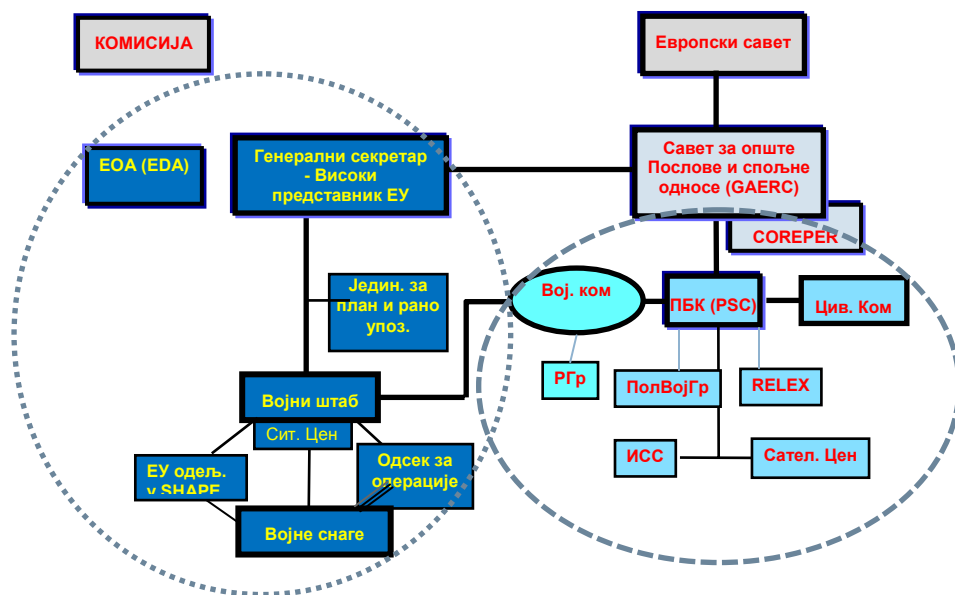 КОМИСИЈА
Европски савет
ЕОА (EDA)
Генерални секретар
- Високи
представник ЕУ
Савет за опште
Послове и спољне
односе (GAERC)
COREPER
Једин. за
план и рано
упоз.
Вој. ком
ПБК (PSC)
Цив. Ком
РГр
ПолВојГр
RELEX
Војни штаб
Сит. Цен
ЕУ одељ.
у SHAPE
Одсек за
операције
ИСС
Сател. Цен
Војне снаге